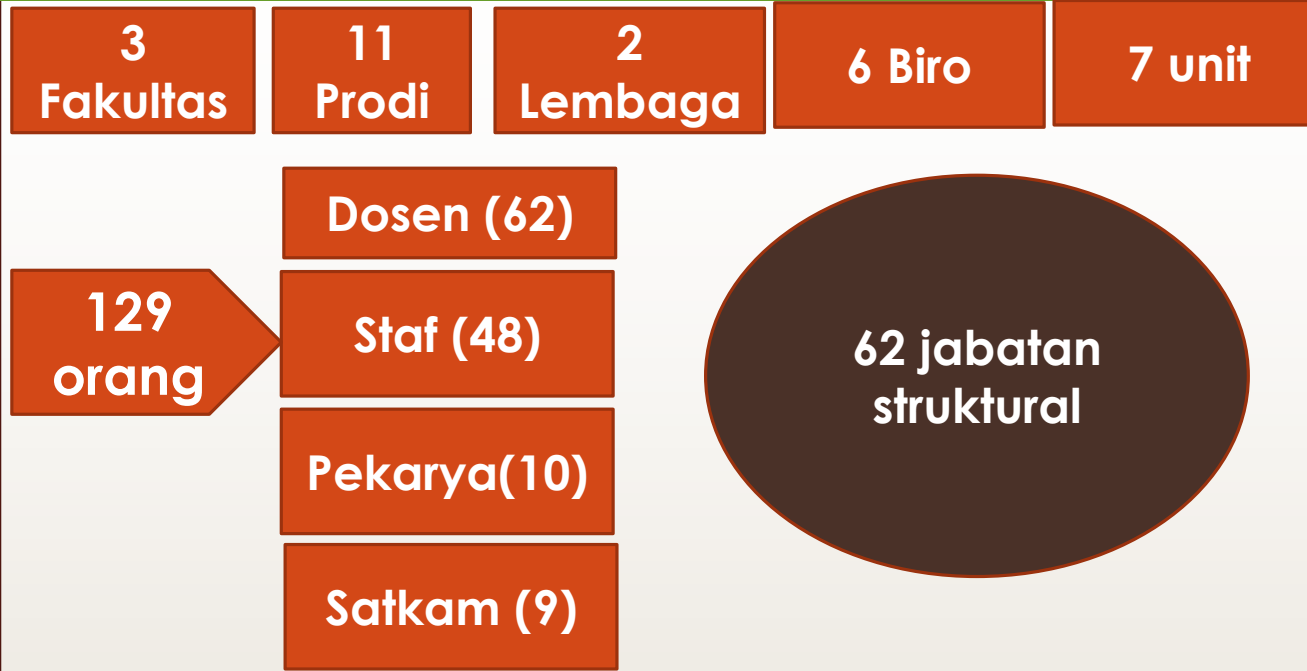 3
Fakultas
11
Prodi
2
Lembaga
6 Biro
7 unit
129
orang
Dosen (62)
Staf (48)
Pekarya(10)
Satkam (9)
62 jabatan
struktural